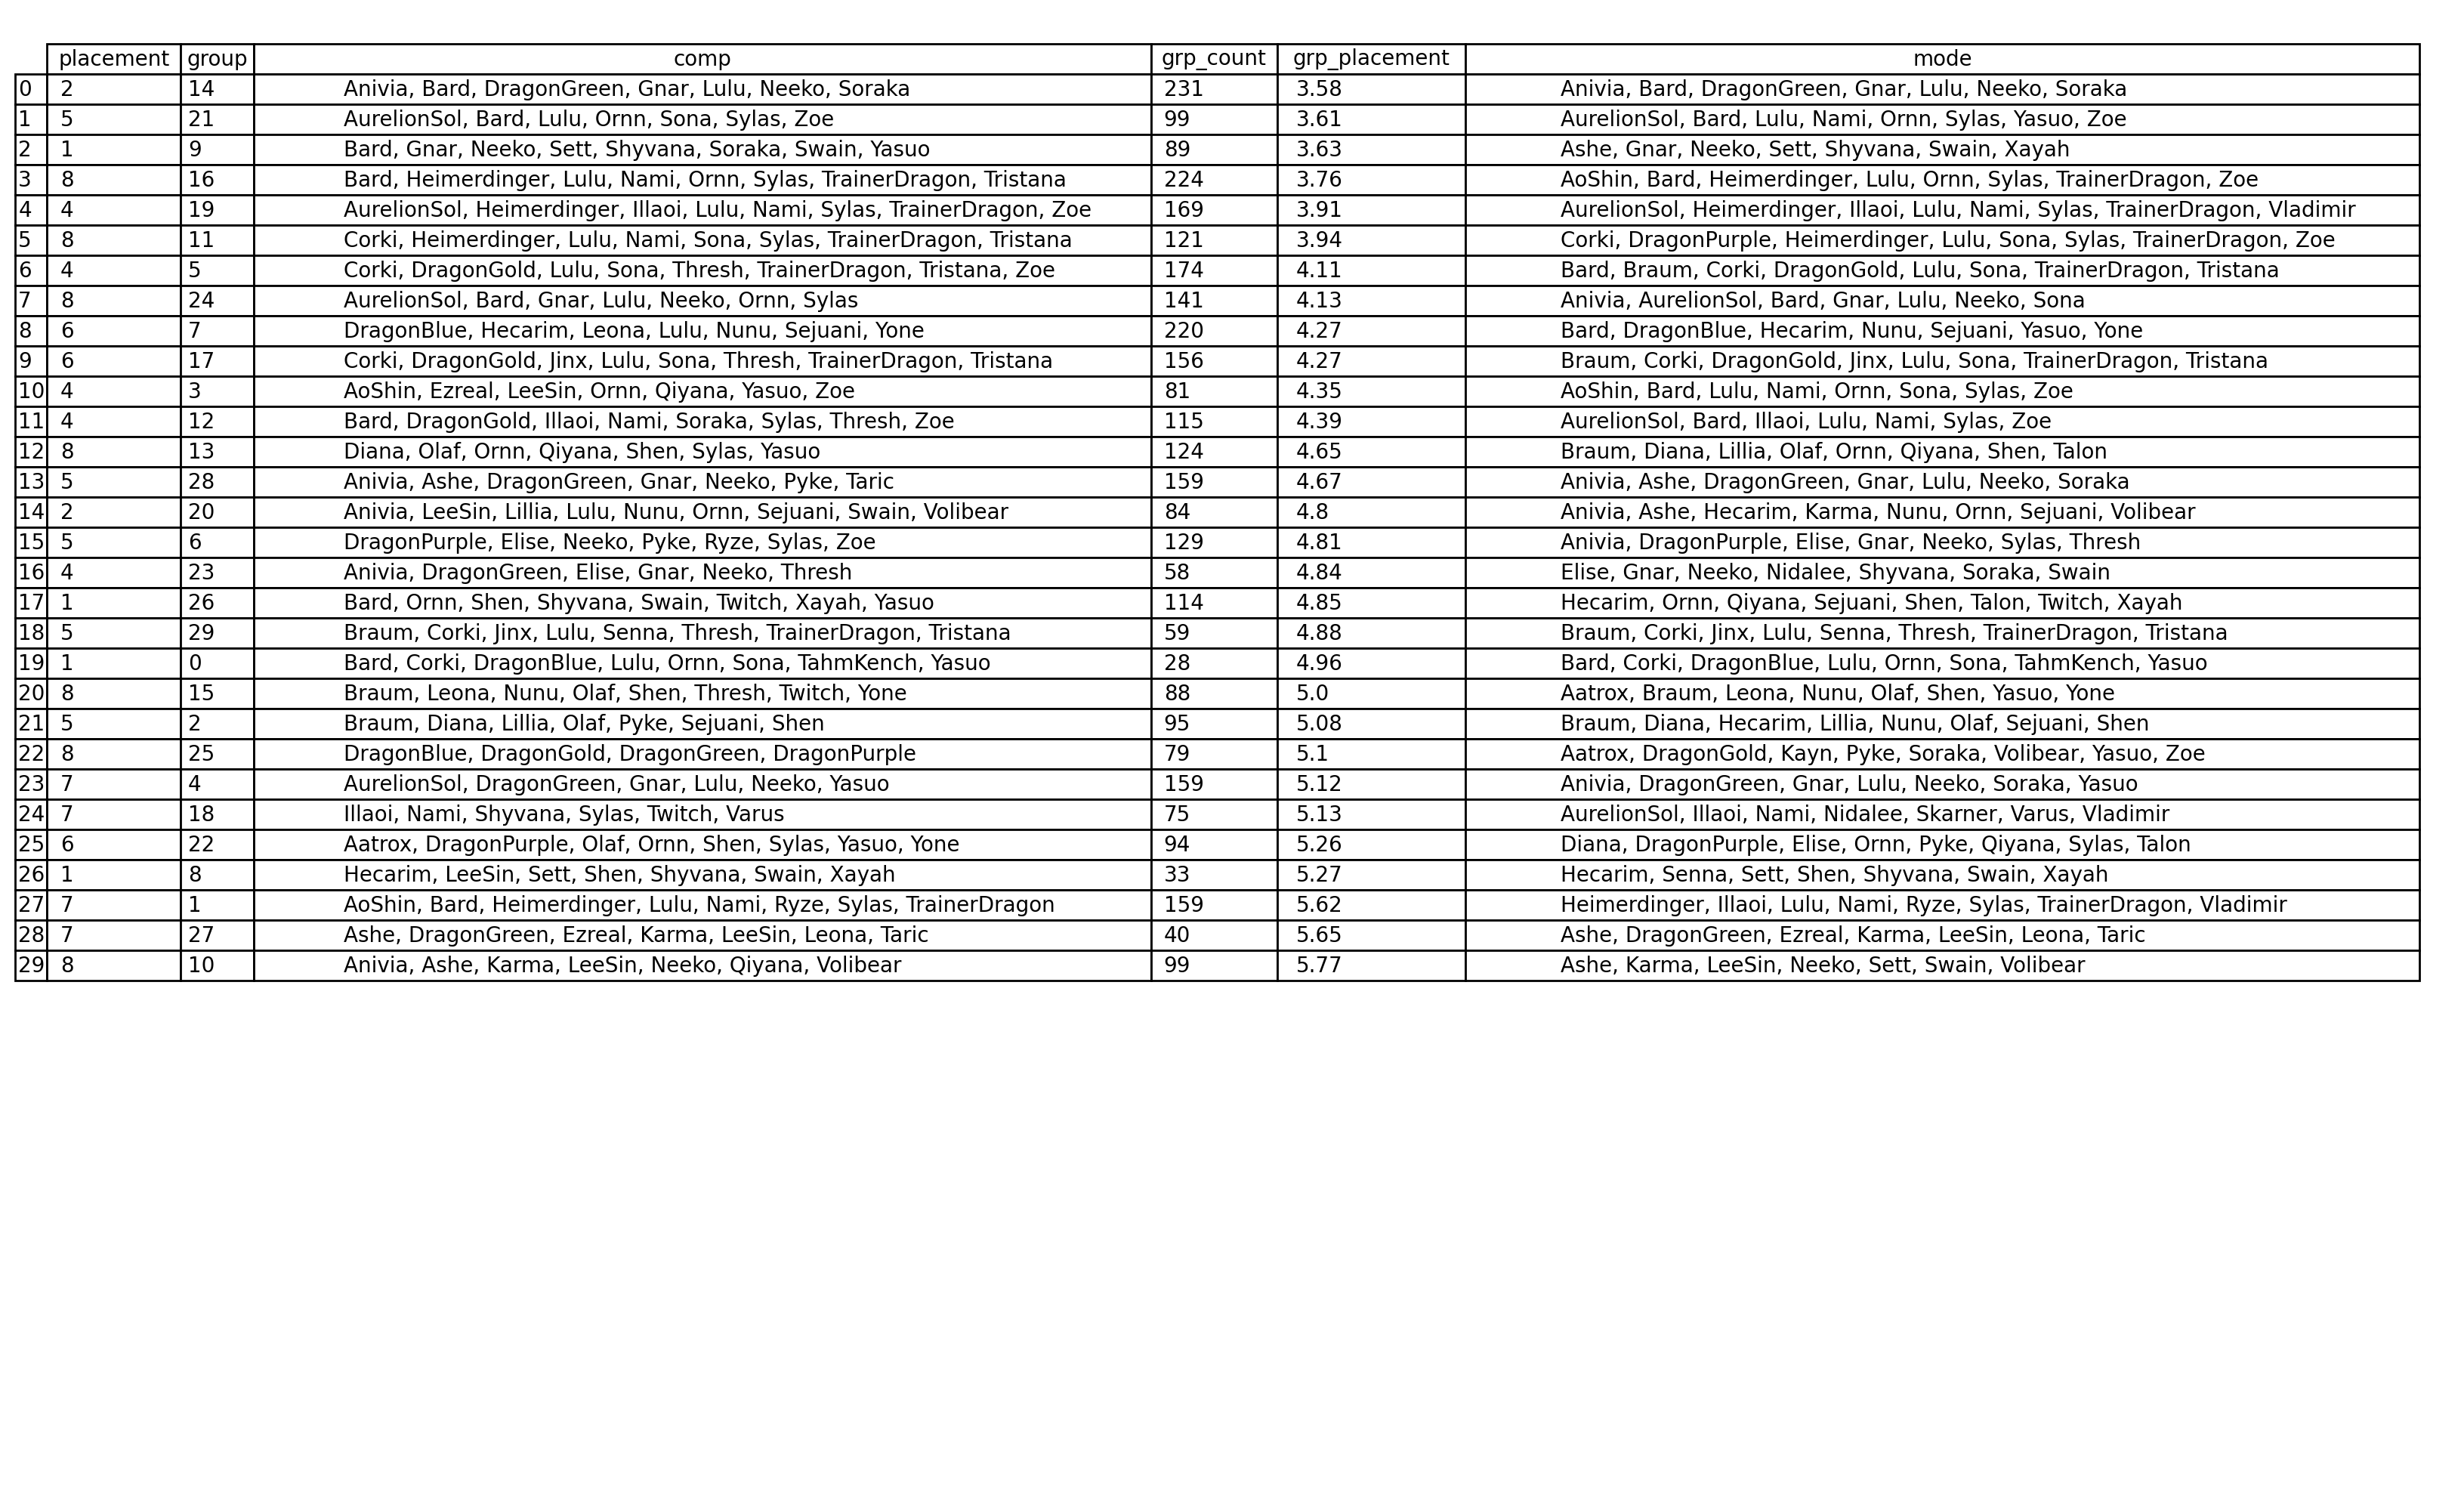 placement group comp grp_count grp_placement mode
0 2 14 Anivia, Bard, DragonGreen, Gnar, Lulu, Neeko, Soraka 231 3.58 Anivia, Bard, DragonGreen, Gnar, Lulu, Neeko, Soraka
1 5 21 AurelionSol, Bard, Lulu, Ornn, Sona, Sylas, Zoe 99 3.61 AurelionSol, Bard, Lulu, Nami, Ornn, Sylas, Yasuo, Zoe
2 1 9 Bard, Gnar, Neeko, Sett, Shyvana, Soraka, Swain, Yasuo 89 3.63 Ashe, Gnar, Neeko, Sett, Shyvana, Swain, Xayah
3 8 16 Bard, Heimerdinger, Lulu, Nami, Ornn, Sylas, TrainerDragon, Tristana 224 3.76 AoShin, Bard, Heimerdinger, Lulu, Ornn, Sylas, TrainerDragon, Zoe
4 4 19 AurelionSol, Heimerdinger, Illaoi, Lulu, Nami, Sylas, TrainerDragon, Zoe 169 3.91 AurelionSol, Heimerdinger, Illaoi, Lulu, Nami, Sylas, TrainerDragon, Vladimir
5 8 11 Corki, Heimerdinger, Lulu, Nami, Sona, Sylas, TrainerDragon, Tristana 121 3.94 Corki, DragonPurple, Heimerdinger, Lulu, Sona, Sylas, TrainerDragon, Zoe
6 4 5 Corki, DragonGold, Lulu, Sona, Thresh, TrainerDragon, Tristana, Zoe 174 4.11 Bard, Braum, Corki, DragonGold, Lulu, Sona, TrainerDragon, Tristana
7 8 24 AurelionSol, Bard, Gnar, Lulu, Neeko, Ornn, Sylas 141 4.13 Anivia, AurelionSol, Bard, Gnar, Lulu, Neeko, Sona
8 6 7 DragonBlue, Hecarim, Leona, Lulu, Nunu, Sejuani, Yone 220 4.27 Bard, DragonBlue, Hecarim, Nunu, Sejuani, Yasuo, Yone
9 6 17 Corki, DragonGold, Jinx, Lulu, Sona, Thresh, TrainerDragon, Tristana 156 4.27 Braum, Corki, DragonGold, Jinx, Lulu, Sona, TrainerDragon, Tristana
10 4 3 AoShin, Ezreal, LeeSin, Ornn, Qiyana, Yasuo, Zoe 81 4.35 AoShin, Bard, Lulu, Nami, Ornn, Sona, Sylas, Zoe
11 4 12 Bard, DragonGold, Illaoi, Nami, Soraka, Sylas, Thresh, Zoe 115 4.39 AurelionSol, Bard, Illaoi, Lulu, Nami, Sylas, Zoe
12 8 13 Diana, Olaf, Ornn, Qiyana, Shen, Sylas, Yasuo 124 4.65 Braum, Diana, Lillia, Olaf, Ornn, Qiyana, Shen, Talon
13 5 28 Anivia, Ashe, DragonGreen, Gnar, Neeko, Pyke, Taric 159 4.67 Anivia, Ashe, DragonGreen, Gnar, Lulu, Neeko, Soraka
14 2 20 Anivia, LeeSin, Lillia, Lulu, Nunu, Ornn, Sejuani, Swain, Volibear 84 4.8 Anivia, Ashe, Hecarim, Karma, Nunu, Ornn, Sejuani, Volibear
15 5 6 DragonPurple, Elise, Neeko, Pyke, Ryze, Sylas, Zoe 129 4.81 Anivia, DragonPurple, Elise, Gnar, Neeko, Sylas, Thresh
16 4 23 Anivia, DragonGreen, Elise, Gnar, Neeko, Thresh 58 4.84 Elise, Gnar, Neeko, Nidalee, Shyvana, Soraka, Swain
17 1 26 Bard, Ornn, Shen, Shyvana, Swain, Twitch, Xayah, Yasuo 114 4.85 Hecarim, Ornn, Qiyana, Sejuani, Shen, Talon, Twitch, Xayah
18 5 29 Braum, Corki, Jinx, Lulu, Senna, Thresh, TrainerDragon, Tristana 59 4.88 Braum, Corki, Jinx, Lulu, Senna, Thresh, TrainerDragon, Tristana
19 1 0 Bard, Corki, DragonBlue, Lulu, Ornn, Sona, TahmKench, Yasuo 28 4.96 Bard, Corki, DragonBlue, Lulu, Ornn, Sona, TahmKench, Yasuo
20 8 15 Braum, Leona, Nunu, Olaf, Shen, Thresh, Twitch, Yone 88 5.0 Aatrox, Braum, Leona, Nunu, Olaf, Shen, Yasuo, Yone
21 5 2 Braum, Diana, Lillia, Olaf, Pyke, Sejuani, Shen 95 5.08 Braum, Diana, Hecarim, Lillia, Nunu, Olaf, Sejuani, Shen
22 8 25 DragonBlue, DragonGold, DragonGreen, DragonPurple 79 5.1 Aatrox, DragonGold, Kayn, Pyke, Soraka, Volibear, Yasuo, Zoe
23 7 4 AurelionSol, DragonGreen, Gnar, Lulu, Neeko, Yasuo 159 5.12 Anivia, DragonGreen, Gnar, Lulu, Neeko, Soraka, Yasuo
24 7 18 Illaoi, Nami, Shyvana, Sylas, Twitch, Varus 75 5.13 AurelionSol, Illaoi, Nami, Nidalee, Skarner, Varus, Vladimir
25 6 22 Aatrox, DragonPurple, Olaf, Ornn, Shen, Sylas, Yasuo, Yone 94 5.26 Diana, DragonPurple, Elise, Ornn, Pyke, Qiyana, Sylas, Talon
26 1 8 Hecarim, LeeSin, Sett, Shen, Shyvana, Swain, Xayah 33 5.27 Hecarim, Senna, Sett, Shen, Shyvana, Swain, Xayah
27 7 1 AoShin, Bard, Heimerdinger, Lulu, Nami, Ryze, Sylas, TrainerDragon 159 5.62 Heimerdinger, Illaoi, Lulu, Nami, Ryze, Sylas, TrainerDragon, Vladimir
28 7 27 Ashe, DragonGreen, Ezreal, Karma, LeeSin, Leona, Taric 40 5.65 Ashe, DragonGreen, Ezreal, Karma, LeeSin, Leona, Taric
29 8 10 Anivia, Ashe, Karma, LeeSin, Neeko, Qiyana, Volibear 99 5.77 Ashe, Karma, LeeSin, Neeko, Sett, Swain, Volibear